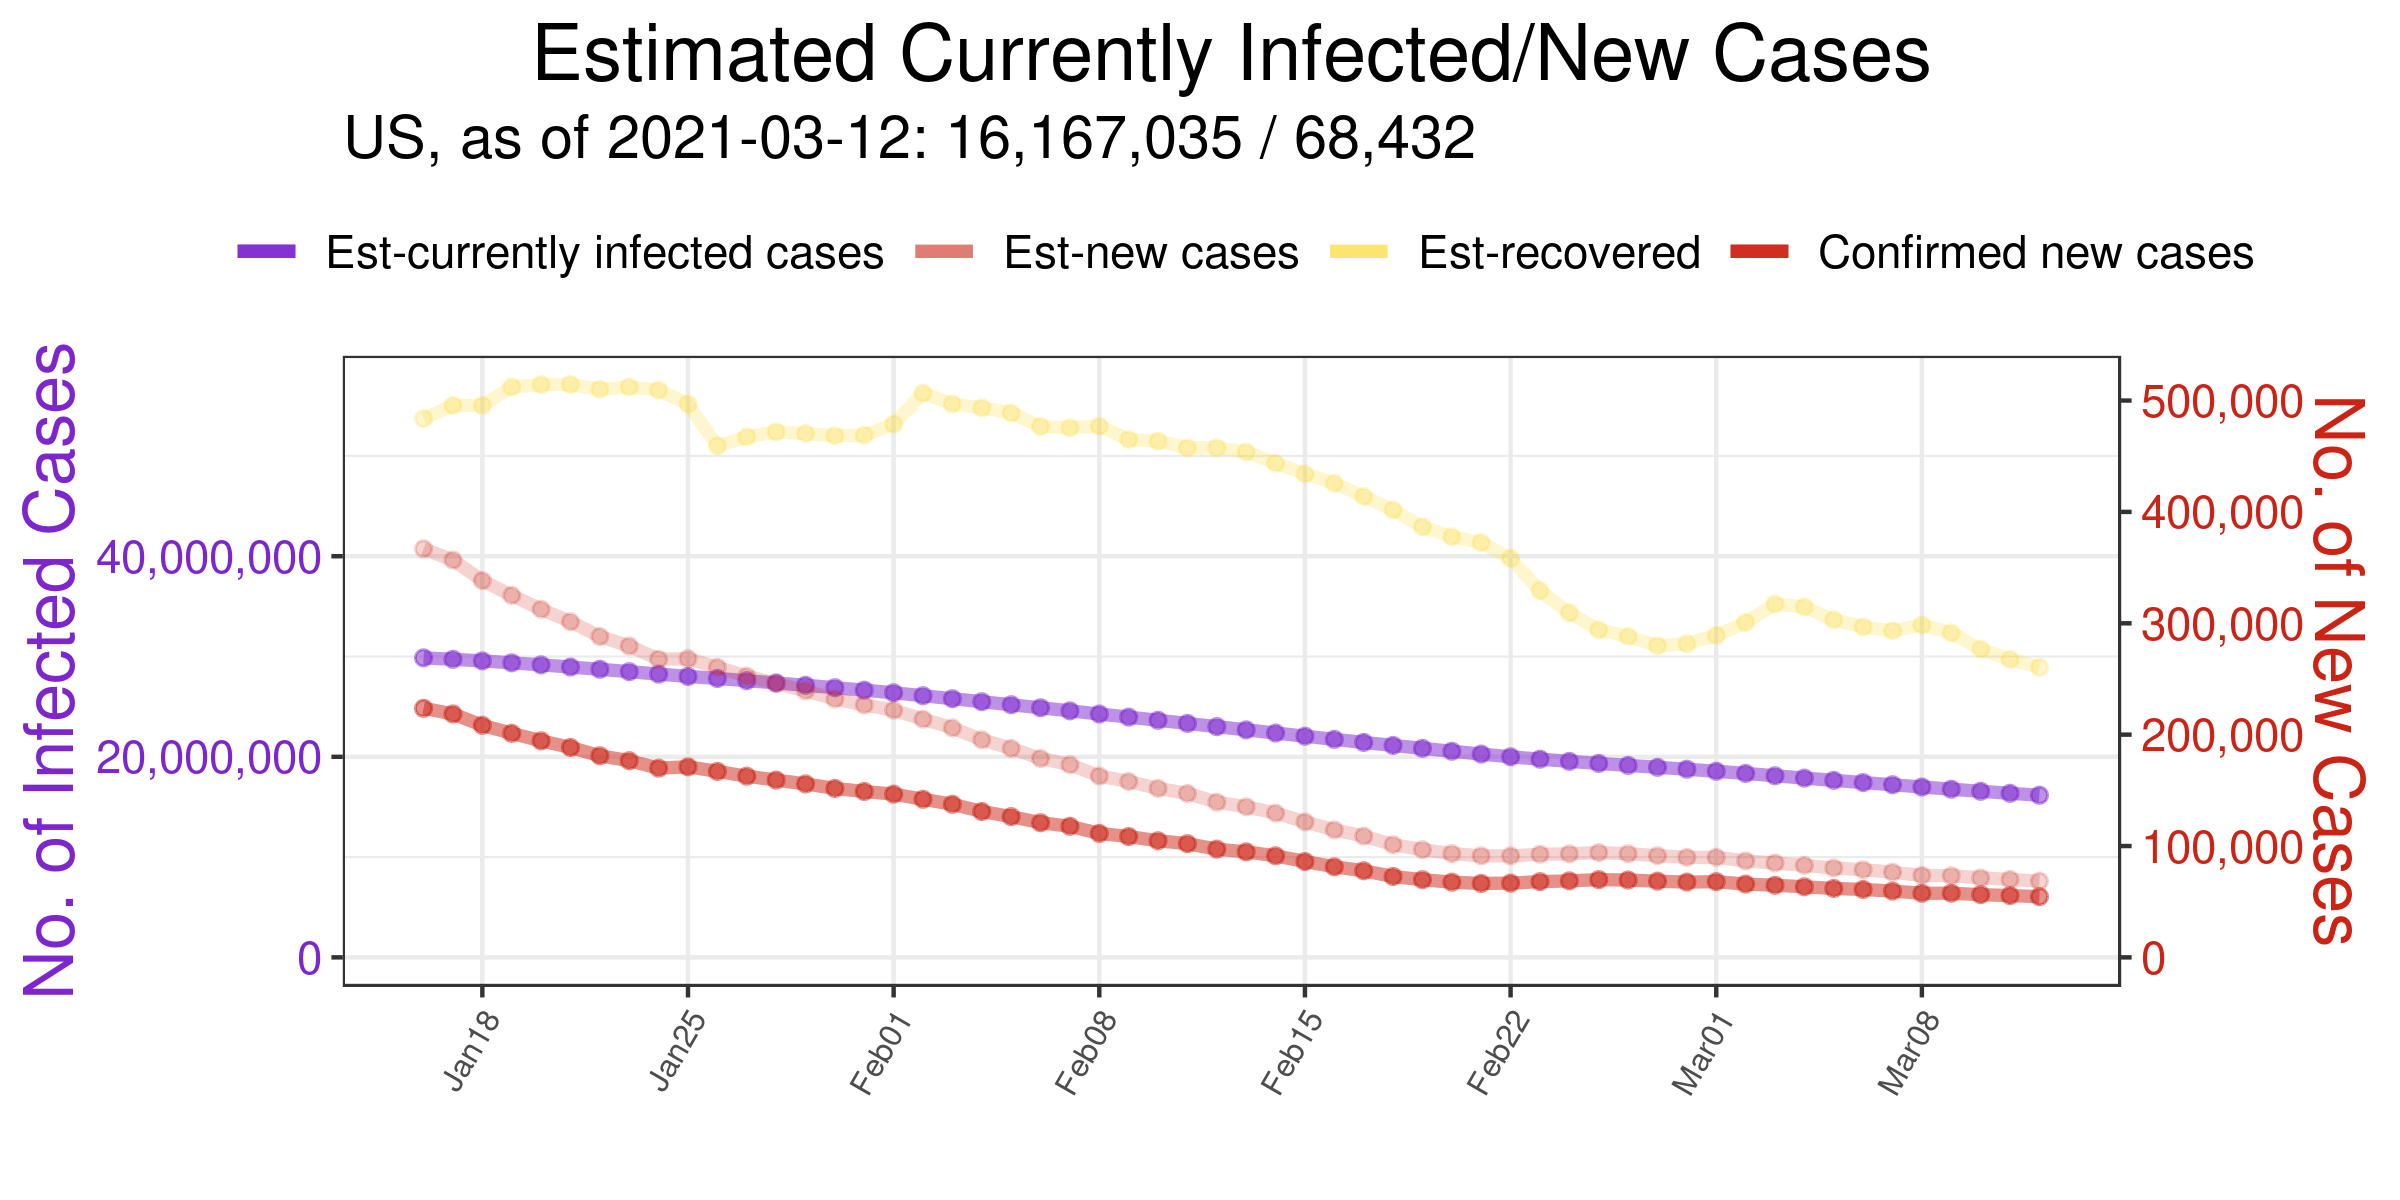 Estimated Currently Infected/New Cases
US, as of 2021-03-12: 16,167,035 / 68,432
Est-currently infected cases
Est-new cases
Est-recovered
Confirmed new cases
No. of Infected Cases
40,000,000
20,000,000
0
500,000
400,000
300,000
200,000
100,000
0
No. of New Cases
Jan18
Jan25
Feb01
Feb08
Feb15
Feb22
Mar01
Mar08